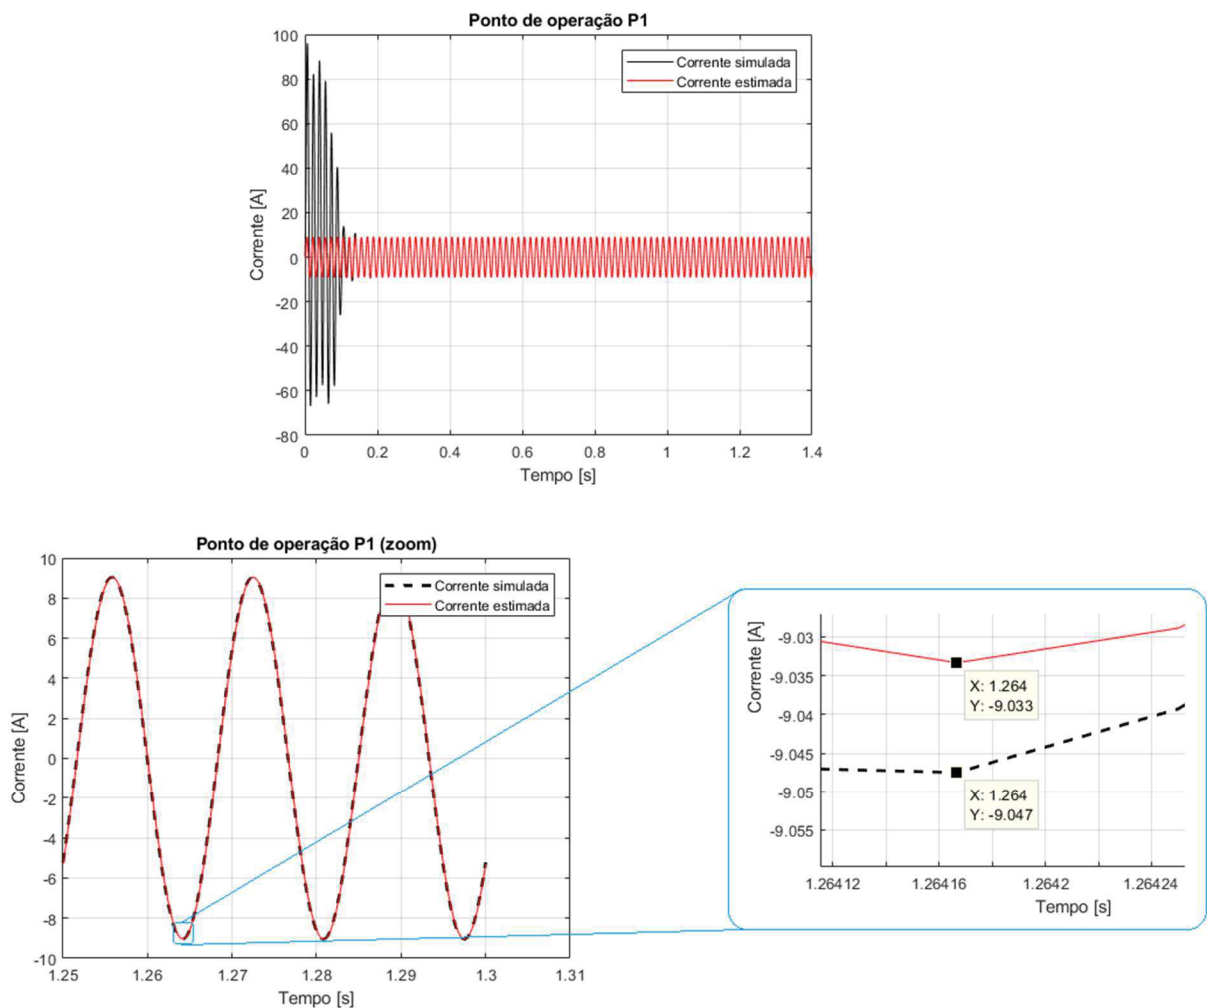 Ponto de operação P1
100
80
60
40
20
0
-20
-40
-60
-80
Corrente [A]
Corrente simulada
Corrente estimada
0 0.2 0.4 0.6 0.8 1 1.2 1.4
Tempo [s]
Ponto de operação P1 (zoom)
10
8
6
4
2
0
-2
-4
-6
-8
-10
Corrente [A]
Corrente simulada
Corrente estimada
1.25 1.26 1.27 1.28 1.29 1.3 1.31
Tempo [s]
-9.03
-9.035
-9.04
-9.045
-9.05
-9.055
Corrente [A]
X: 1.264
Y: -9.033
X: 1.264
Y: -9.047
1.26412 1.26416 1.2642 1.26424
Tempo [s]